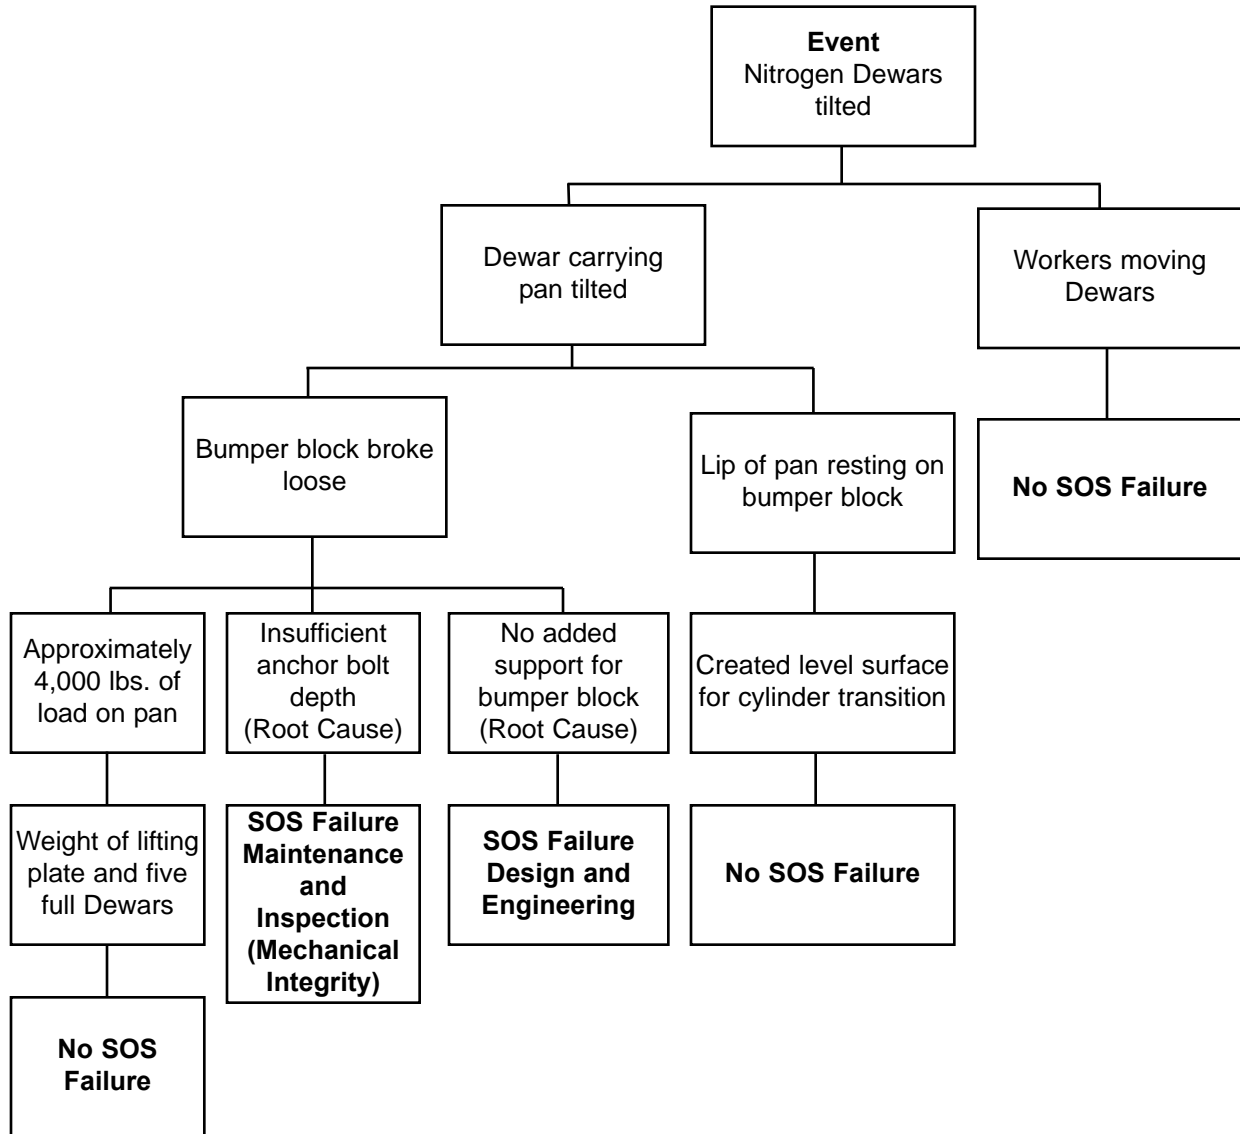 Event
Nitrogen Dewars
tilted
Dewar carrying
pan tilted
Workers moving
Dewars
Bumper block broke
loose
Lip of pan resting on
bumper block
No SOS Failure
Approximately
4,000 lbs. of
load on pan
Insufficient
anchor bolt
depth
(Root Cause)
No added
support for
bumper block
(Root Cause)
Created level surface
for cylinder transition
Weight of lifting
plate and five
full Dewars
SOS Failure
Maintenance
and
Inspection
(Mechanical
Integrity)
SOS Failure
Design and
Engineering
No SOS Failure
No SOS
Failure